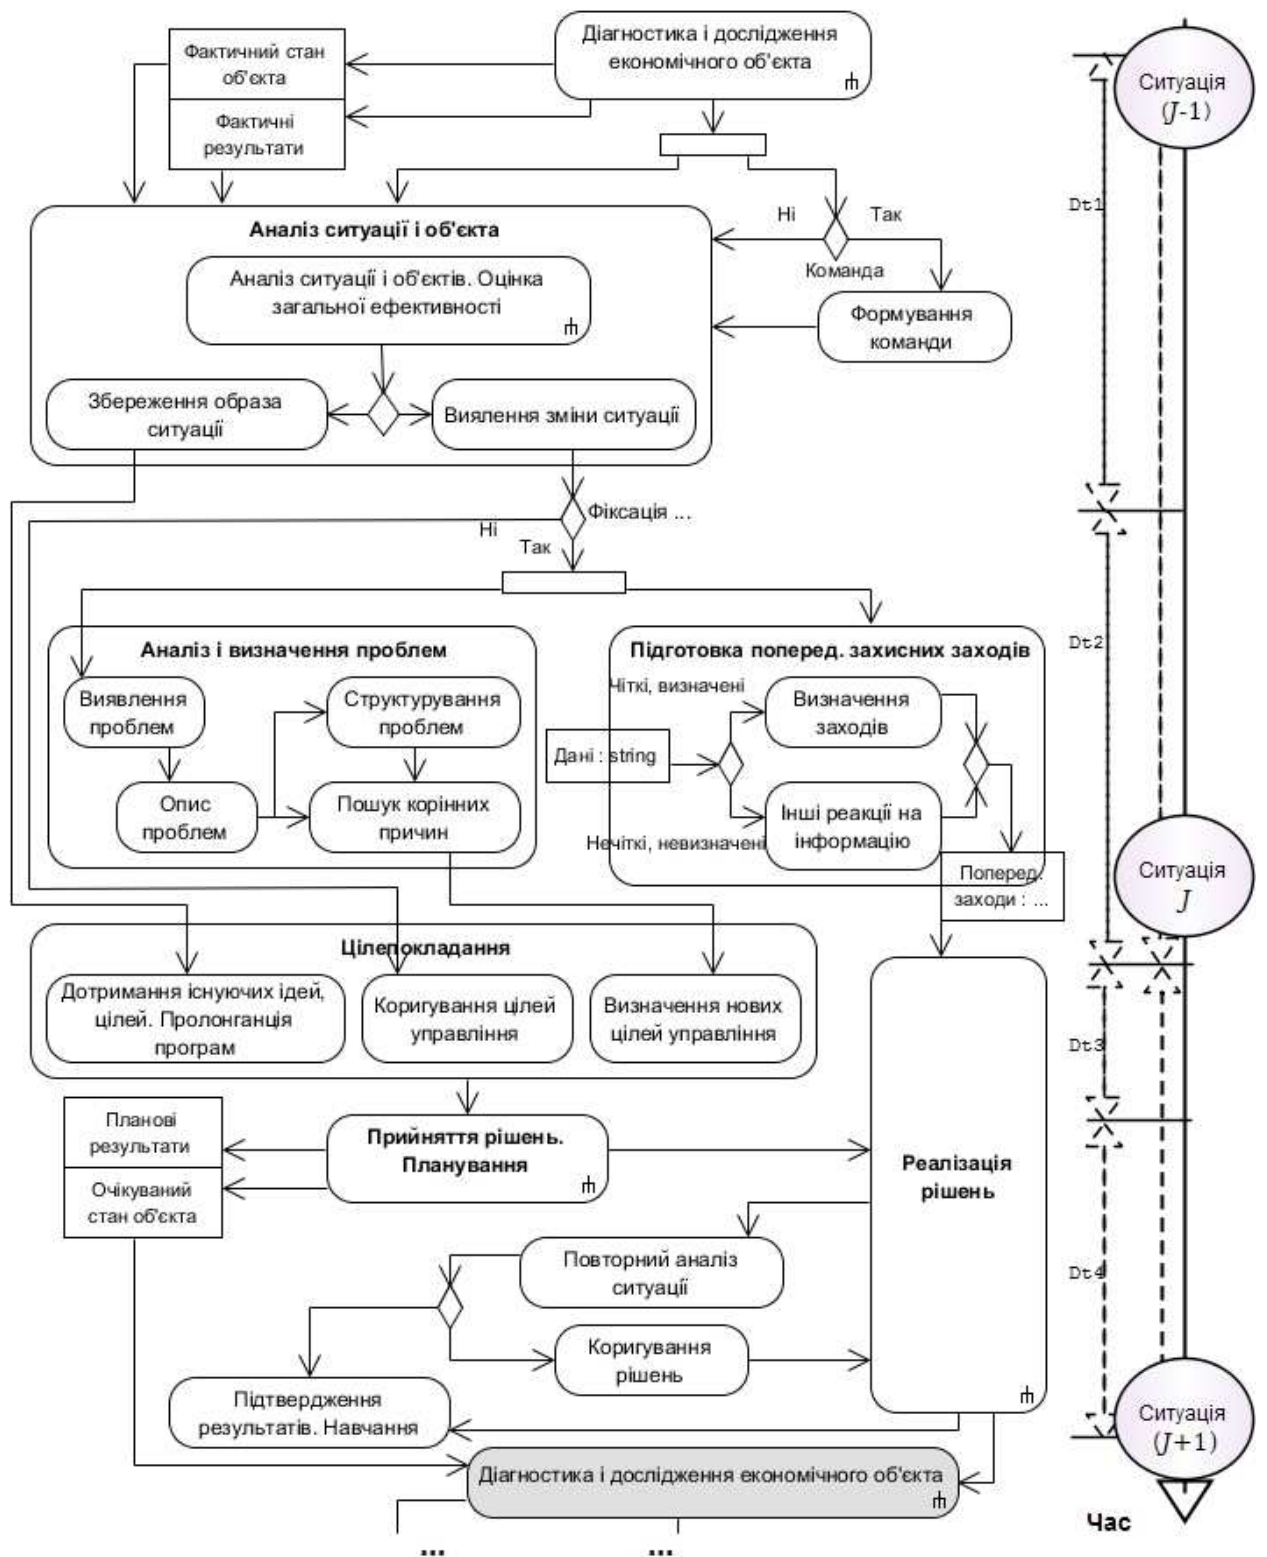 Діагностика і дослідження
економічного об'єкта
Фактичний стан
об'єкта
Фактичні
результати
Ситуація
(J-1)
Dt1
Ні
Так
Команда
Аналіз ситуації і об'єкта
Аналіз ситуації і об'єктів. Оцінка
загальної ефективності
Формування
команди
Збереження образа
ситуації
Виялення зміни ситуації
Фіксація ...
Ні
Так
Dt2
Аналіз і визначення проблем
Підготовка поперед. захисних заходів
Виявлення
проблем
Структурування
проблем
Чіткі, визначені
Визначення
заходів
Дані : string
Опис
проблем
Пошук корінних
причин
Інші реакції на
інформацію
Нечіткі, невизначені
Поперед.
заходи : ...
Ситуація
J
Цілепокладання
Дотримання існуючих ідей,
цілей. Пролонганція
програм
Коригування цілей
управління
Визначення нових
цілей управління
Dt3
Планові
результати
Очікуваний
стан об'єкта
Прийняття рішень.
Планування
Реалізація
рішень
Повторний аналіз
ситуації
Dt4
Коригування
рішень
Підтвердження
результатів. Навчання
Ситуація
(J+1)
Діагностика і дослідження економічного об'єкта
Час
... ...